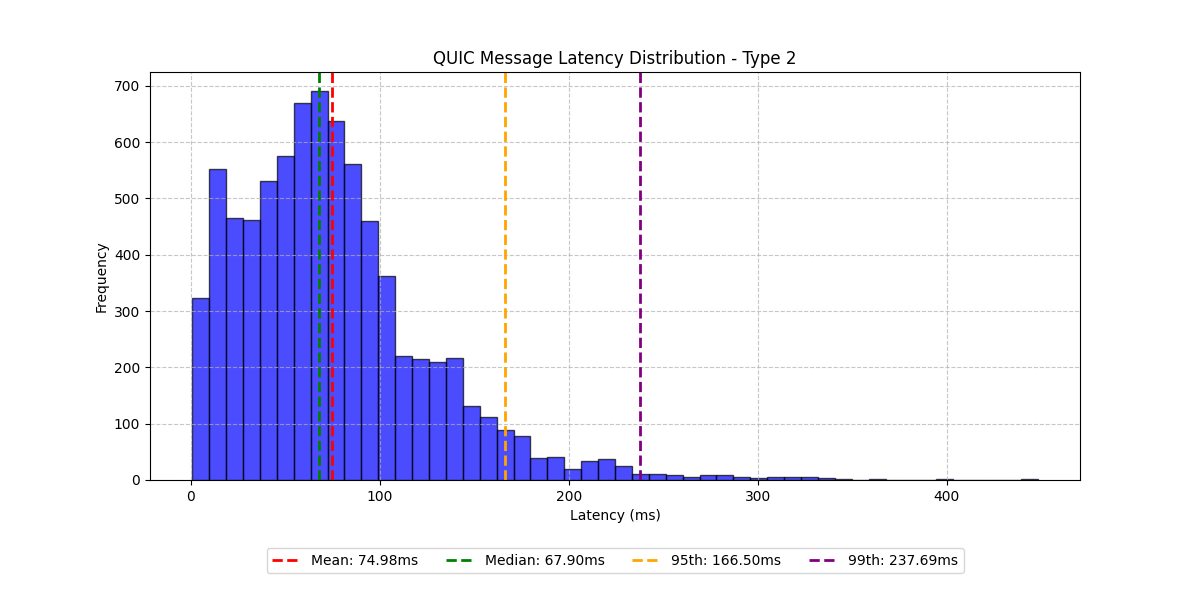 QUIC Message Latency Distribution - Type 2
700
600
500
400
300
200
100
0
Frequency
0 100 200 300 400
Latency (ms)
Mean: 74.98ms Median: 67.90ms 95th: 166.50ms 99th: 237.69ms